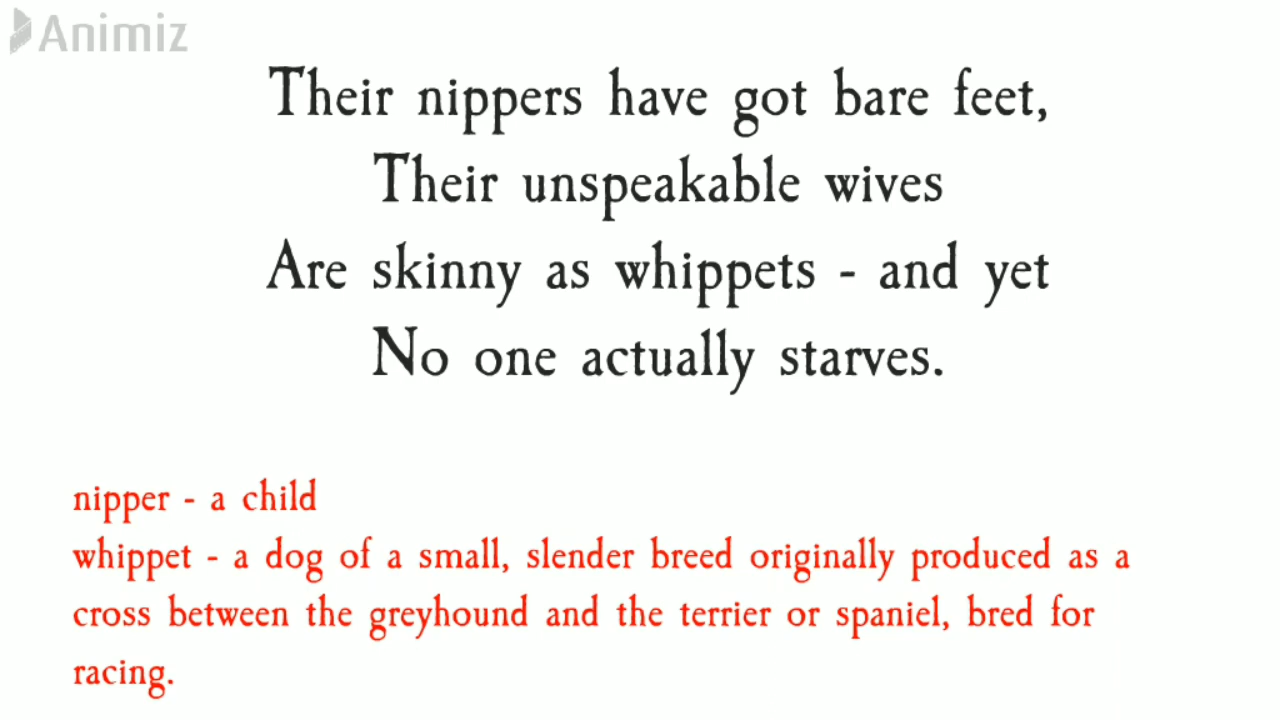 Animiz
Their nippers have got bare feet,
Their unspeakable wives
Are skinny as whippets - and yet
No one actually starves.
nipper - a child
whippet - a dog of a small, slender breed originally produced as a
cross between the greyhound and the terrier or spaniel, bred for
racing.